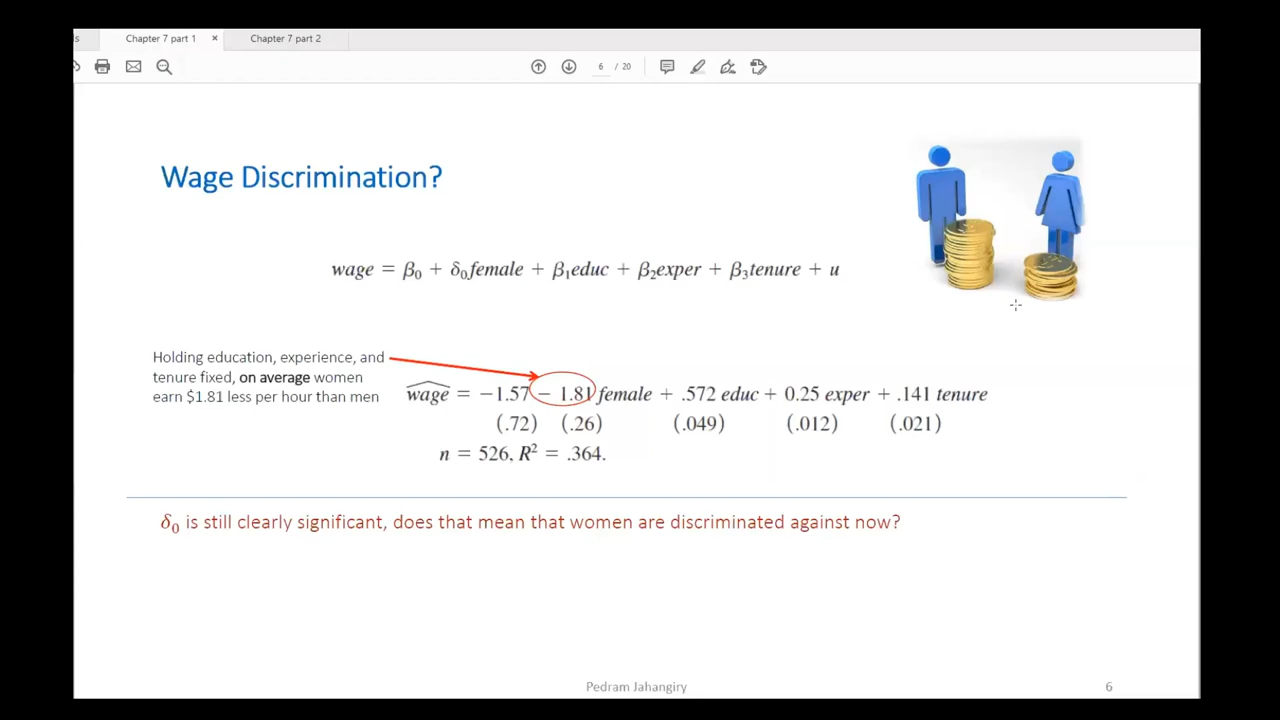 s Chapter 7 part 1 × Chapter 7 part 2
6 / 20
Wage Discrimination?
wage = β₀ + δ₀female + β₁educ + β₂exper + β₃tenure + u
Holding education, experience, and
tenure fixed, on average women
earn $1.81 less per hour than men
\widehat{wage} = −1.57 − 1.81 female + .572 educ + 0.25 exper + .141 tenure
(.72) (.26) (.049) (.012) (.021)
n = 526, R² = .364.
δ₀ is still clearly significant, does that mean that women are discriminated against now?
Pedram Jahangiry 6